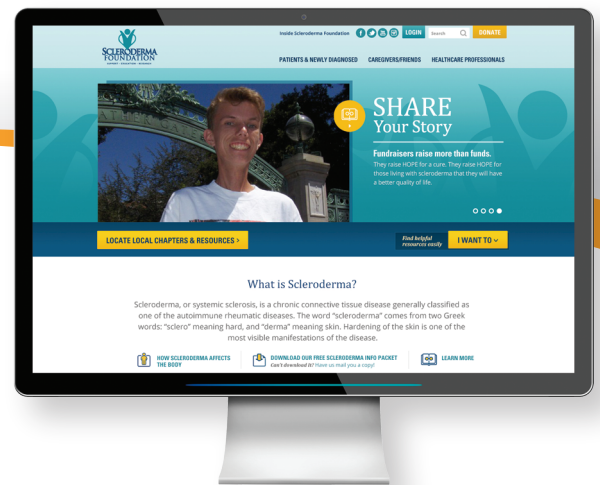 SCLERODERMA
FOUNDATION
SUPPORT • EDUCATION • RESEARCH
Inside Scleroderma Foundation
LOGIN
Search
DONATE
PATIENTS & NEWLY DIAGNOSED
CAREGIVERS/FRIENDS
HEALTHCARE PROFESSIONALS
SHARE
Your Story
Fundraisers raise more than funds.
They raise HOPE for a cure. They raise HOPE for
those living with scleroderma that they will have
a better quality of life.
LOCATE LOCAL CHAPTERS & RESOURCES >
Find helpful
resources easily
I WANT TO
What is Scleroderma?
Scleroderma, or systemic sclerosis, is a chronic connective tissue disease generally classified as
one of the autoimmune rheumatic diseases. The word “scleroderma” comes from two Greek
words: “sclero” meaning hard, and “derma” meaning skin. Hardening of the skin is one of the
most visible manifestations of the disease.
HOW SCLERODERMA AFFECTS
THE BODY
DOWNLOAD OUR FREE SCLERODERMA INFO PACKET
Can't download it? Have us mail you a copy!
LEARN MORE